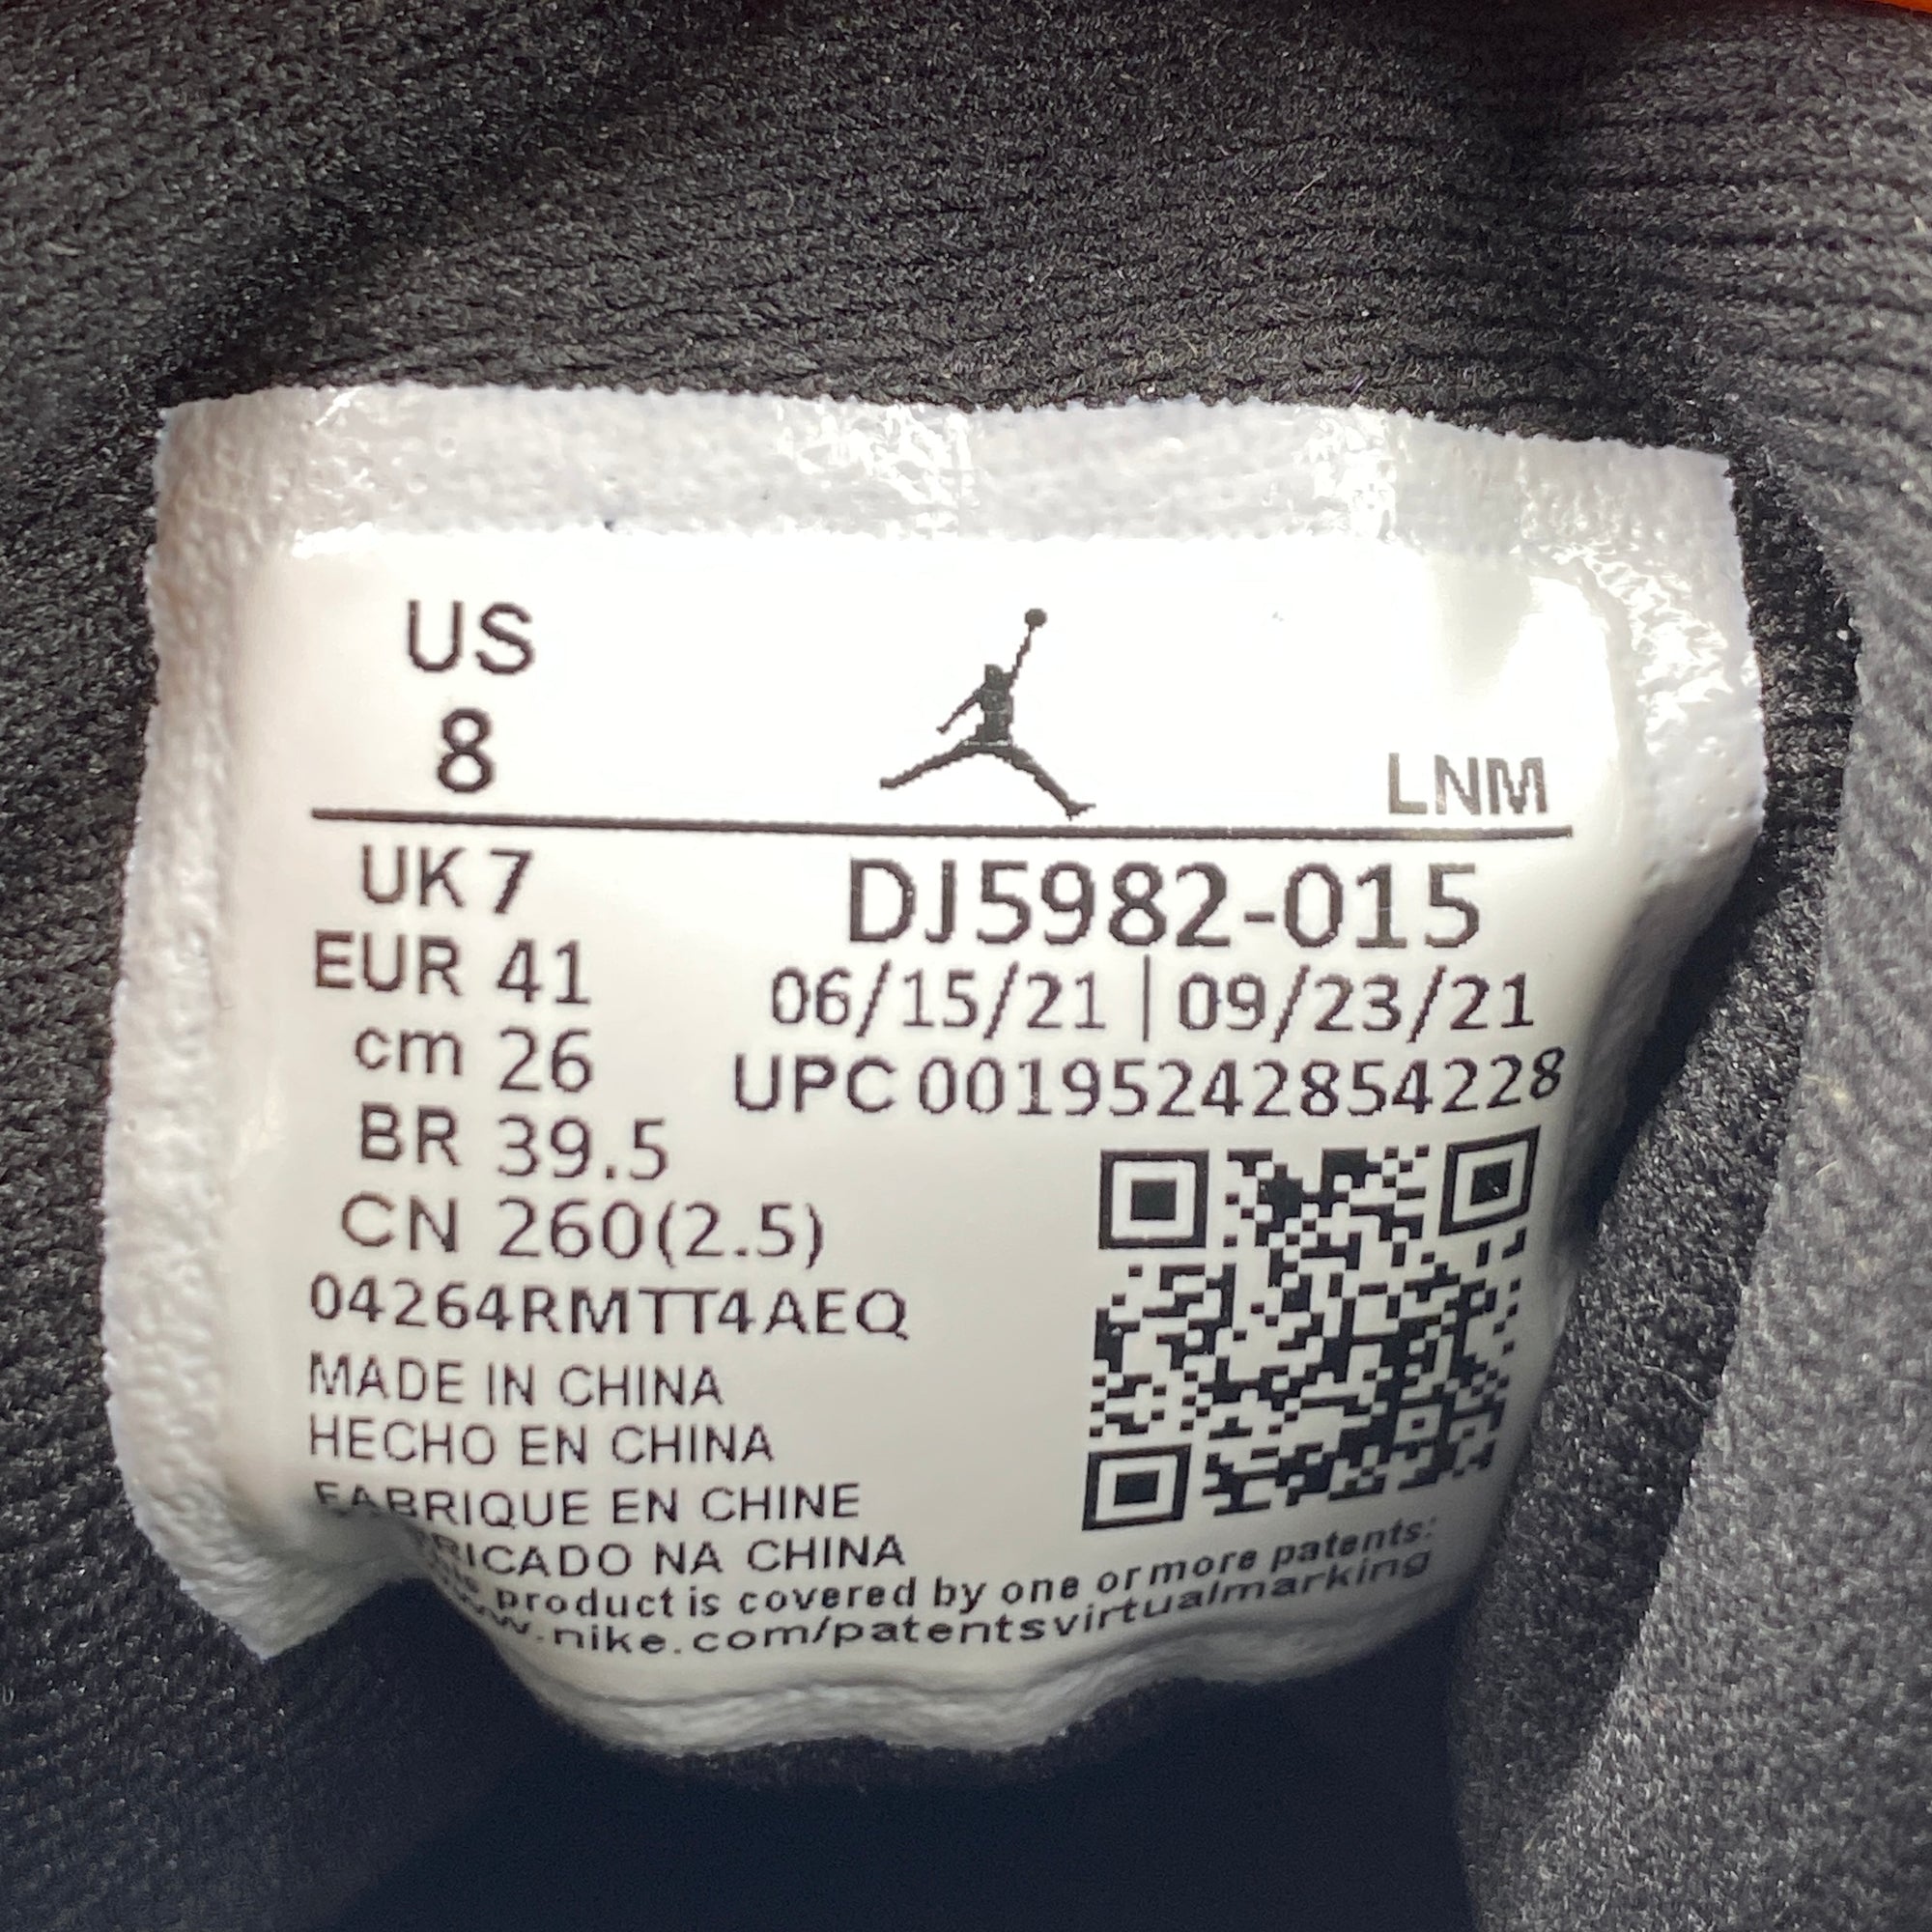 US
8
LNM
UK 7
EUR 41
cm 26
BR 39.5
CN 260(2.5)
DJ5982-015
06/15/21 | 09/23/21
UPC 00195242854228
04264RMTT4AEQ
MADE IN CHINA
HECHO EN CHINA
FABRIQUE EN CHINE
RICADO NA CHINA
product is covered by one or more patents:
www.nike.com/patentsvirtualmarking